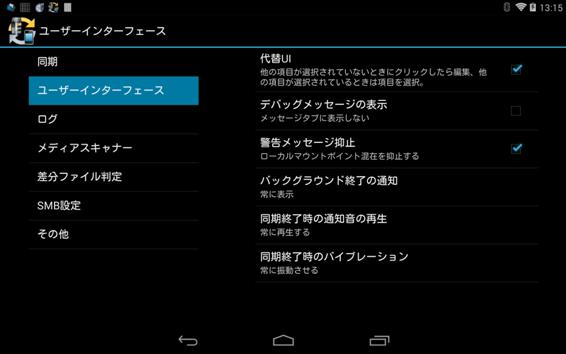 13:15
ユーザーインターフェース
同期
ユーザーインターフェース
ログ
メディアスキャナー
差分ファイル判定
SMB設定
その他
代替UI
他の項目が選択されていないときにクリックしたら編集、他
の項目が選択されているときは項目を選択。
デバッグメッセージの表示
メッセージタブに表示しない
警告メッセージ抑止
ローカルマウントポイント混在を抑止する
バックグラウンド終了の通知
常に表示
同期終了時の通知音の再生
常に再生する
同期終了時のバイブレーション
常に振動させる